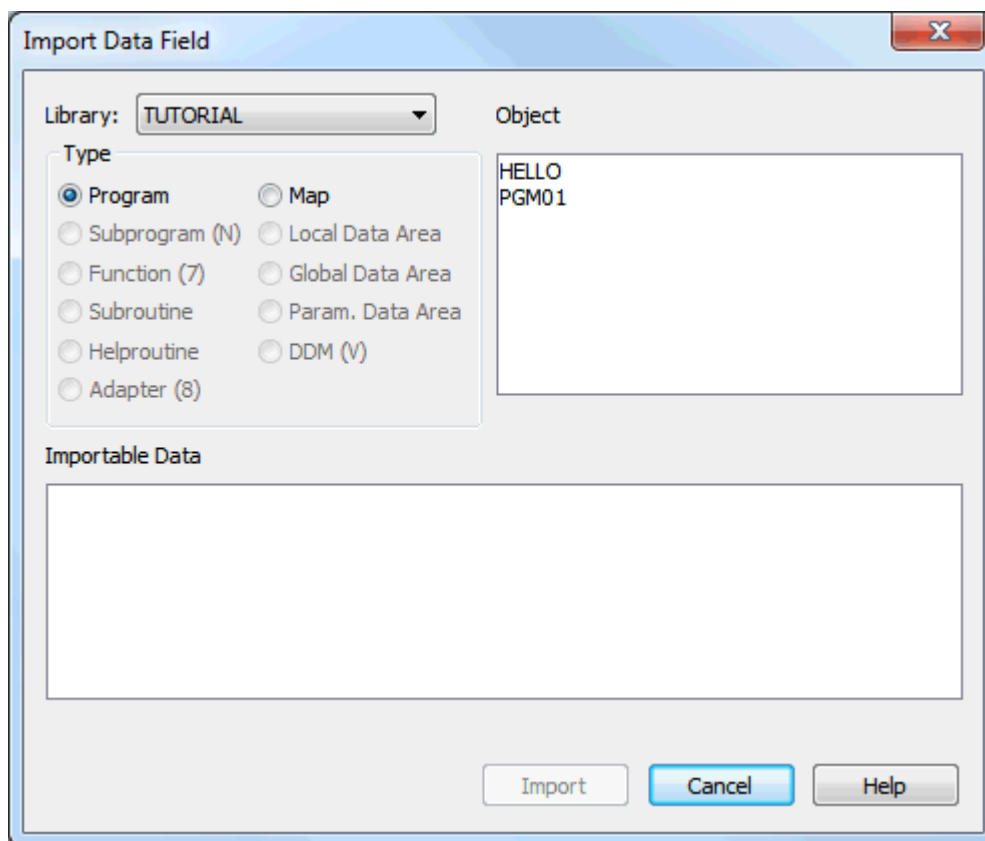 Import Data Field
Library: TUTORIAL
Object
Type
Program
Map
Subprogram (N)
Local Data Area
Function (7)
Global Data Area
Subroutine
Param. Data Area
Helproutine
DDM (V)
Adapter (8)
HELLO
PGM01
Importable Data
Import
Cancel
Help